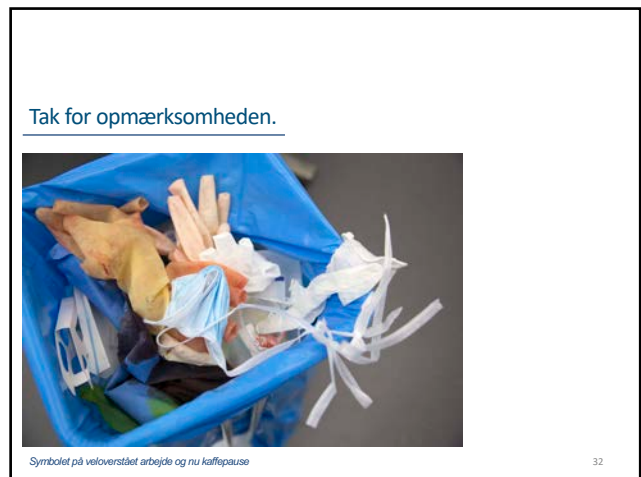 Tak for opmærksomheden.
Symbolet på veloverstået arbejde og nu kaffepause
32